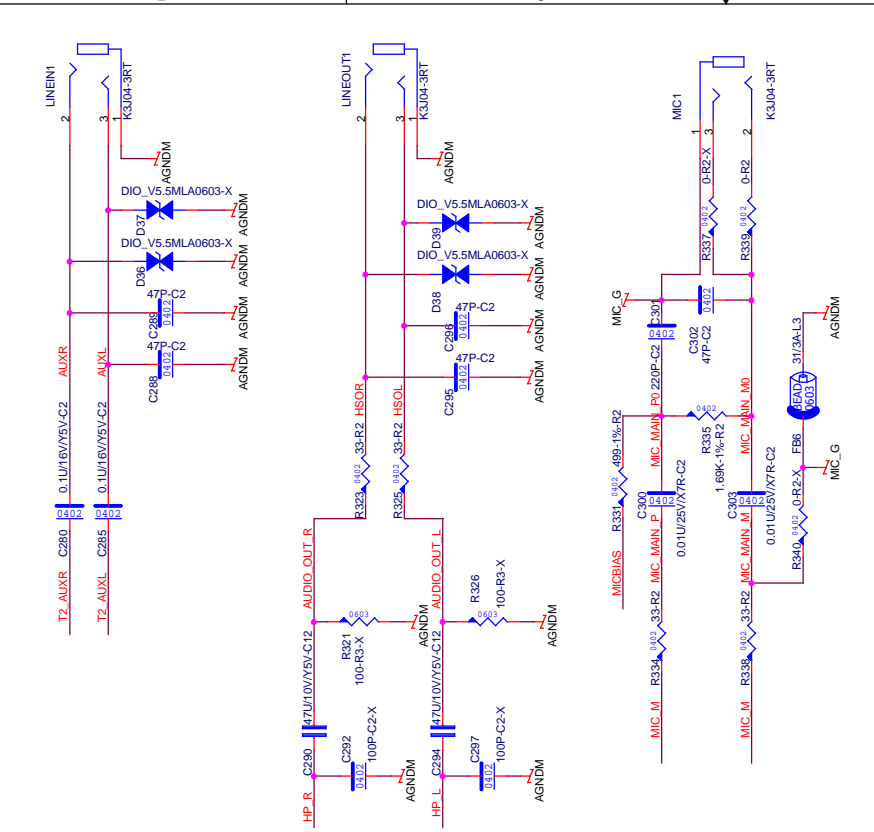 LINEIN1
K3J04-3RT
2
3
1
AGNDM
DIO_V5.5MLA0603-X
D37
AGNDM
DIO_V5.5MLA0603-X
D36
AGNDM
47P-C2
C289
0402
AGNDM
47P-C2
C288
0402
AGNDM
AUXR
AUXL
0.1U/16V/Y5V-C2
0.1U/16V/Y5V-C2
0402
0402
C280
C285
T2_AUXR
T2_AUXL
LINEOUT1
K3J04-3RT
2
3
1
AGNDM
DIO_V5.5MLA0603-X
D39
AGNDM
DIO_V5.5MLA0603-X
D38
AGNDM
47P-C2
C296
0402
AGNDM
47P-C2
C295
0402
AGNDM
HSOR
HSOL
33-R2
33-R2
0402
0402
R323
R325
AUDIO_OUT_R
AUDIO_OUT_L
0603
R321
100-R3-X
AGNDM
R326
100-R3-X
0603
AGNDM
47U/10V/Y5V-C12
47U/10V/Y5V-C12
C290
C294
C292
100P-C2-X
0402
AGNDM
C297
100P-C2-X
0402
AGNDM
HP_R
HP_L
MIC1
K3J04-3RT
1
3
2
0-R2-X
0-R2
0402
0402
R337
R339
MIC_G
C301
0402
220P-C2
C302
47P-C2
0402
AGNDM
31/3A-L3
BEAD
0603
FB6
MIC_G
MIC_MAIN_P0
MIC_MAIN_M0
0402
R335
1.69K-1%-R2
499-1%-R2
0402
R331
MICBIAS
C300
0402
0.01U/25V/X7R-C2
C303
0402
0.01U/25V/X7R-C2
0-R2-X
0402
R340
MIC_MAIN_P
MIC_MAIN_M
33-R2
33-R2
0402
0402
R334
R338
MIC_M
MIC_M